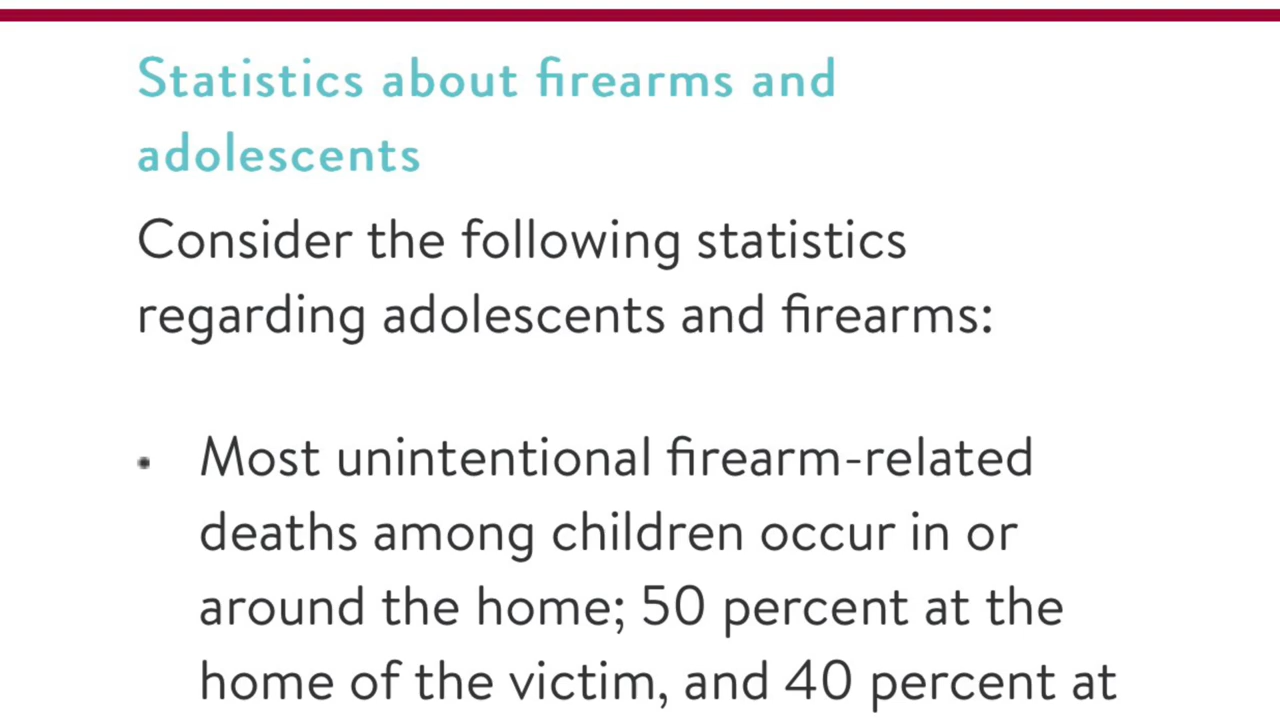 Statistics about firearms and
adolescents
Consider the following statistics
regarding adolescents and firearms:
• Most unintentional firearm-related
deaths among children occur in or
around the home; 50 percent at the
home of the victim, and 40 percent at